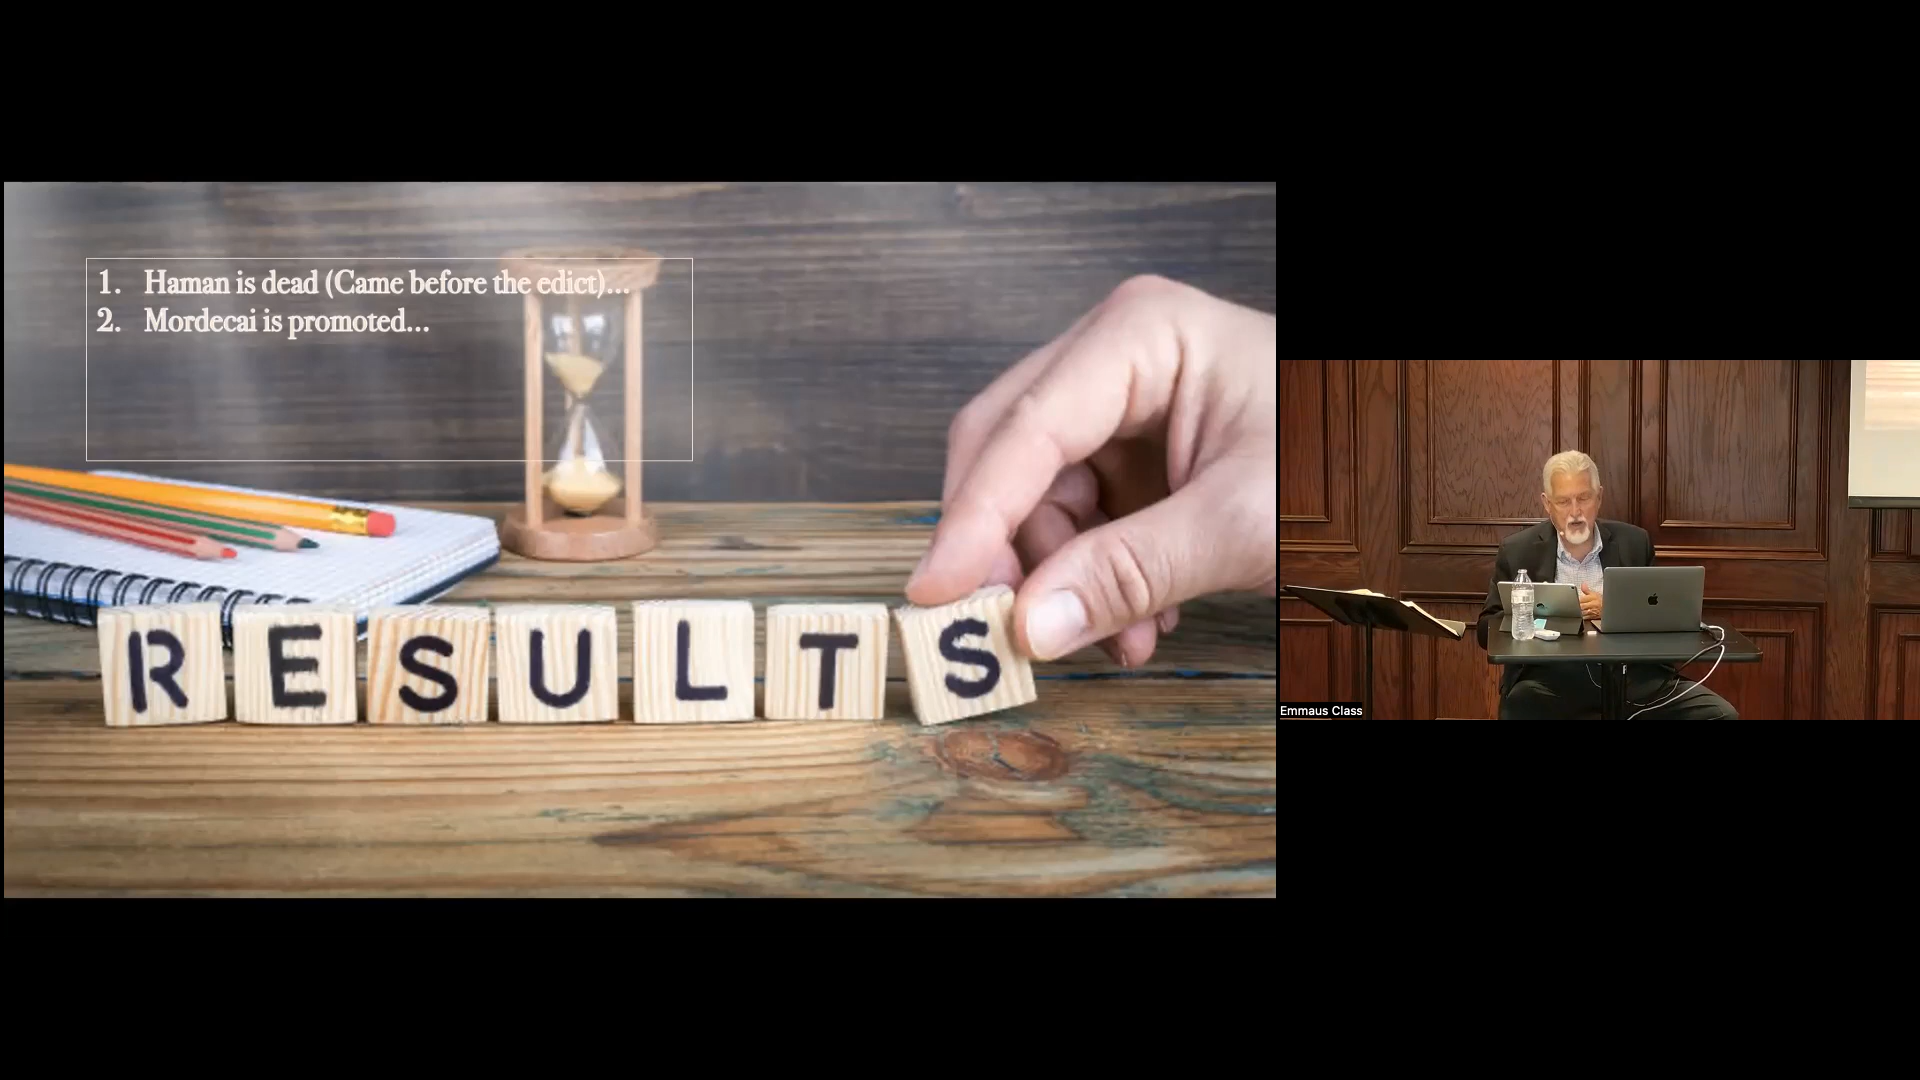 1. Haman is dead (Came before the edict)...
2. Mordecai is promoted...
RESULTS
Emmaus Class